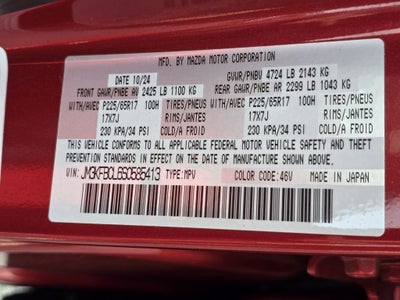 MFD. BY MAZDA MOTOR CORPORATION
DATE 10/24 GVWR/PNBV 4724 LB 2143 KG
FRONT GAWR/PNBE AV 2425 LB 1100 KG REAR GAWR/PNBE AR 2299 LB 1043 KG
WITH/AVEC P225/65R17 100H TIRES/PNEUS WITH/AVEC P225/65R17 100H TIRES/PNEUS
17X7J RIMS/JANTES 17X7J RIMS/JANTES
230 KPA/34 PSI COLD/A FROID 230 KPA/34 PSI COLD/A FROID
THIS VEHICLE CONFORMS TO ALL APPLICABLE FEDERAL MOTOR VEHICLE SAFETY AND THEFT
PREVENTION STANDARDS IN EFFECT ON THE DATE OF MANUFACTURE SHOWN ABOVE.
VIN: JM3KFBCL6S0585413 TYPE:MPV COLOR CODE:46V MADE IN JAPAN